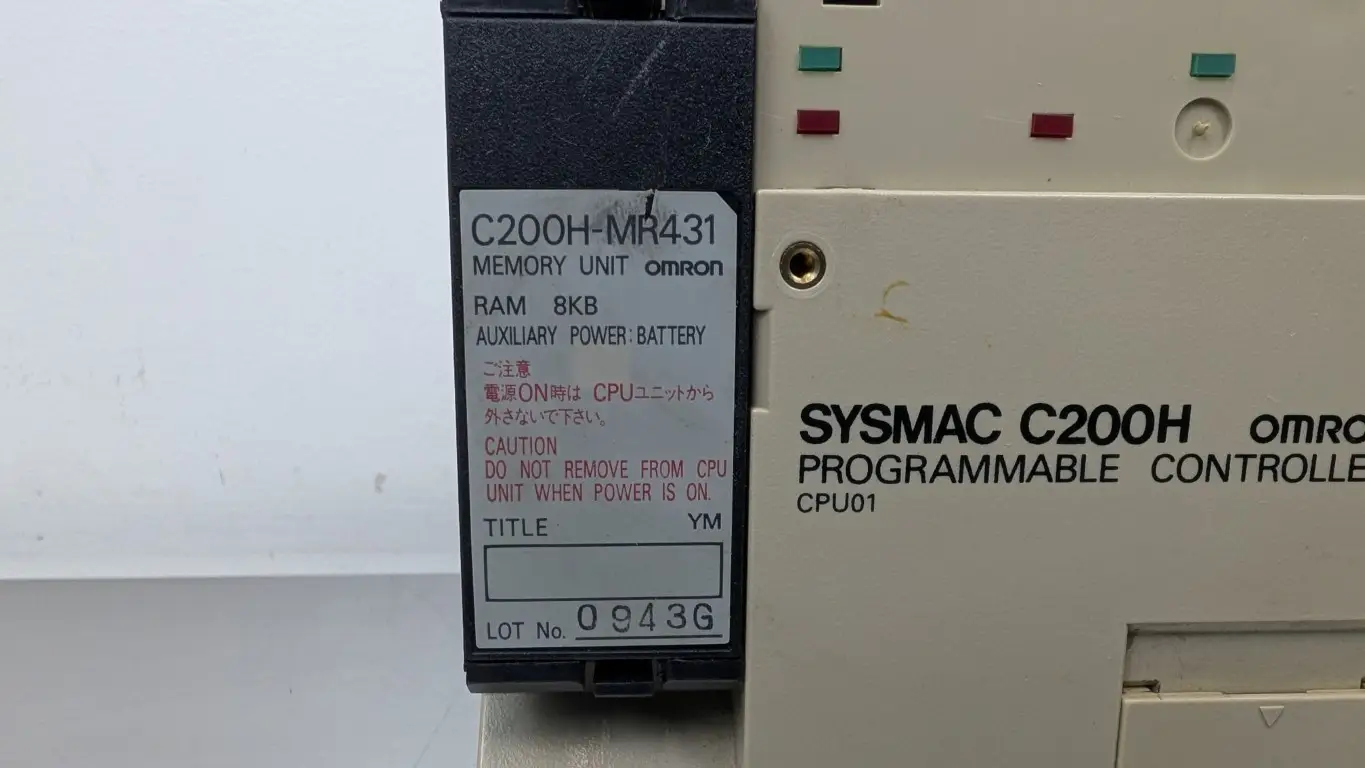 C200H-MR431
MEMORY UNIT omron
RAM 8KB
AUXILIARY POWER:BATTERY
ご注意
電源ON時は CPUユニットから
外さないで下さい。
CAUTION
DO NOT REMOVE FROM CPU
UNIT WHEN POWER IS ON.
TITLE YM
LOT No. 0943G
SYSMAC C200H omro
PROGRAMMABLE CONTROLLE
CPU01